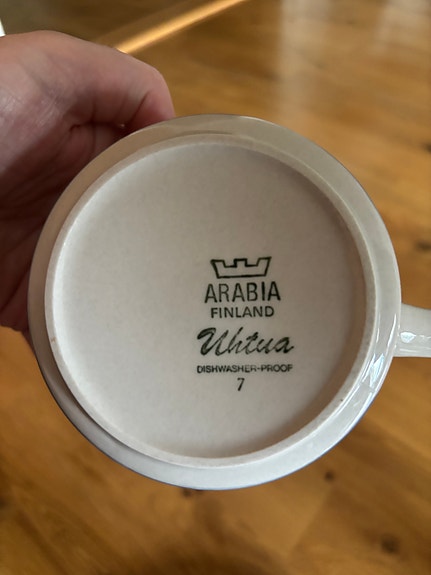 ARABIA
FINLAND
Uhtua
DISHWASHER-PROOF
7